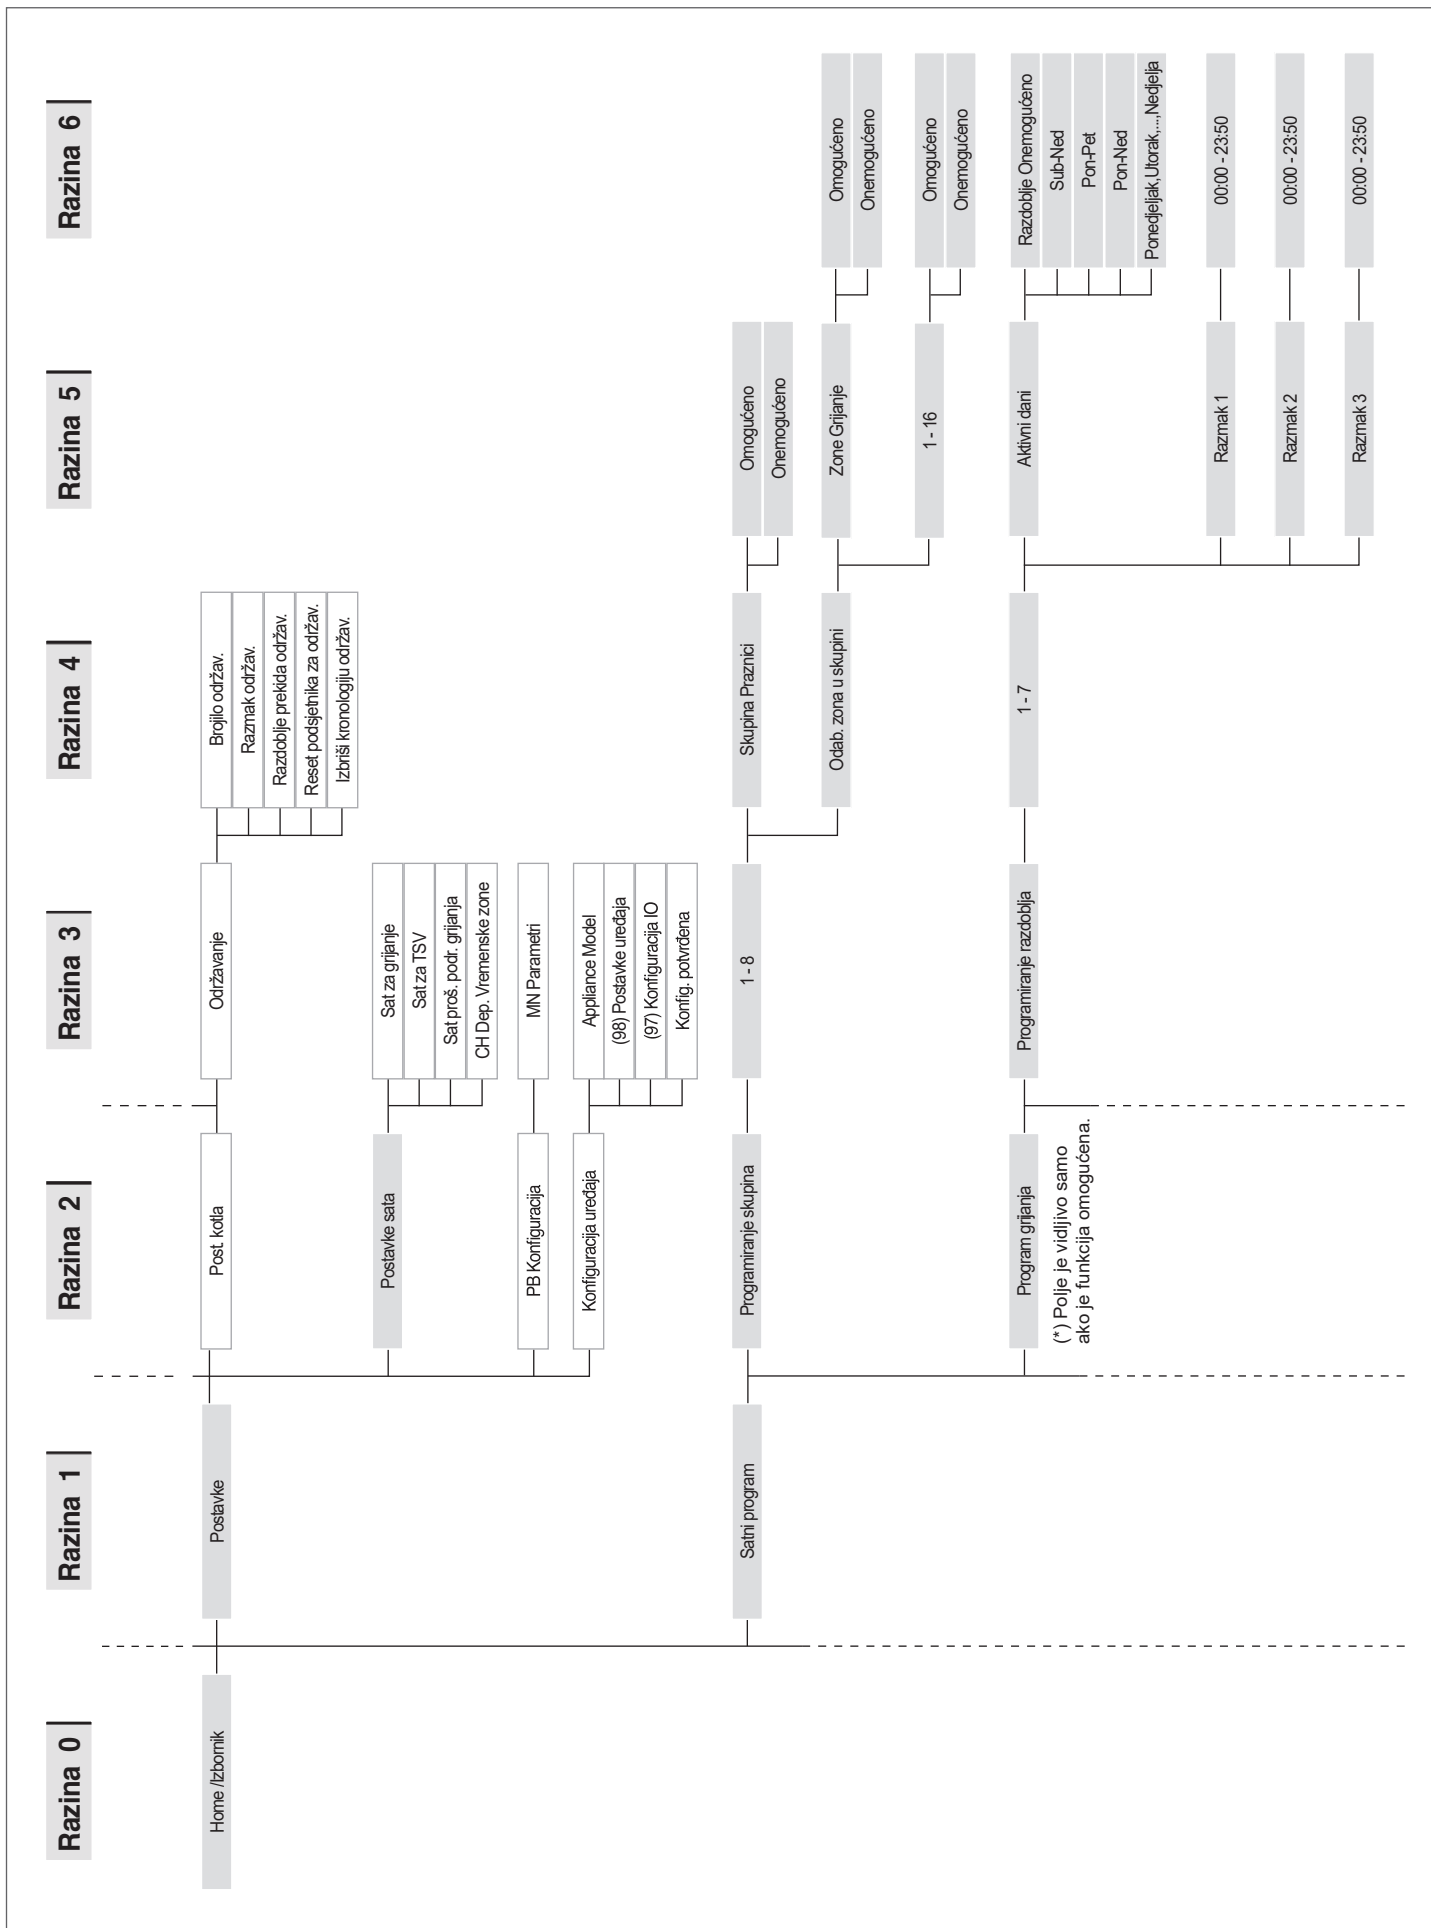 Razina 0
Razina 1
Razina 2
Razina 3
Razina 4
Razina 5
Razina 6
Home /Izbornik
Postavke
Post. kotla
Održavanje
Brojilo održav.
Razmak održav.
Razdoblje prekida održav.
Reset podsjetnika za održav.
Izbriši kronologiju održav.
Postavke sata
Sat za grijanje
Sat za TSV
Sat proš. podr. grijanja
CH Dep. Vremenske zone
PB Konfiguracija
MN Parametri
Konfiguracija uređaja
Appliance Model
(98) Postavke uređaja
(97) Konfiguracija IO
Konfig. potvrđena
Satni program
Programiranje skupina
1 - 8
Skupina Praznici
Omogućeno
Onemogućeno
Odab. zona u skupini
Zone Grijanje
Omogućeno
Onemogućeno
1 - 16
Omogućeno
Onemogućeno
Program grijanja
Programiranje razdoblja
1 - 7
Aktivni dani
Razdoblje Onemogućeno
Sub-Ned
Pon-Pet
Pon-Ned
Ponedjeljak,Utorak,...,Nedjelja
Razmak 1
00:00 - 23:50
Razmak 2
00:00 - 23:50
Razmak 3
00:00 - 23:50
(*) Polje je vidljivo samo
ako je funkcija omogućena.